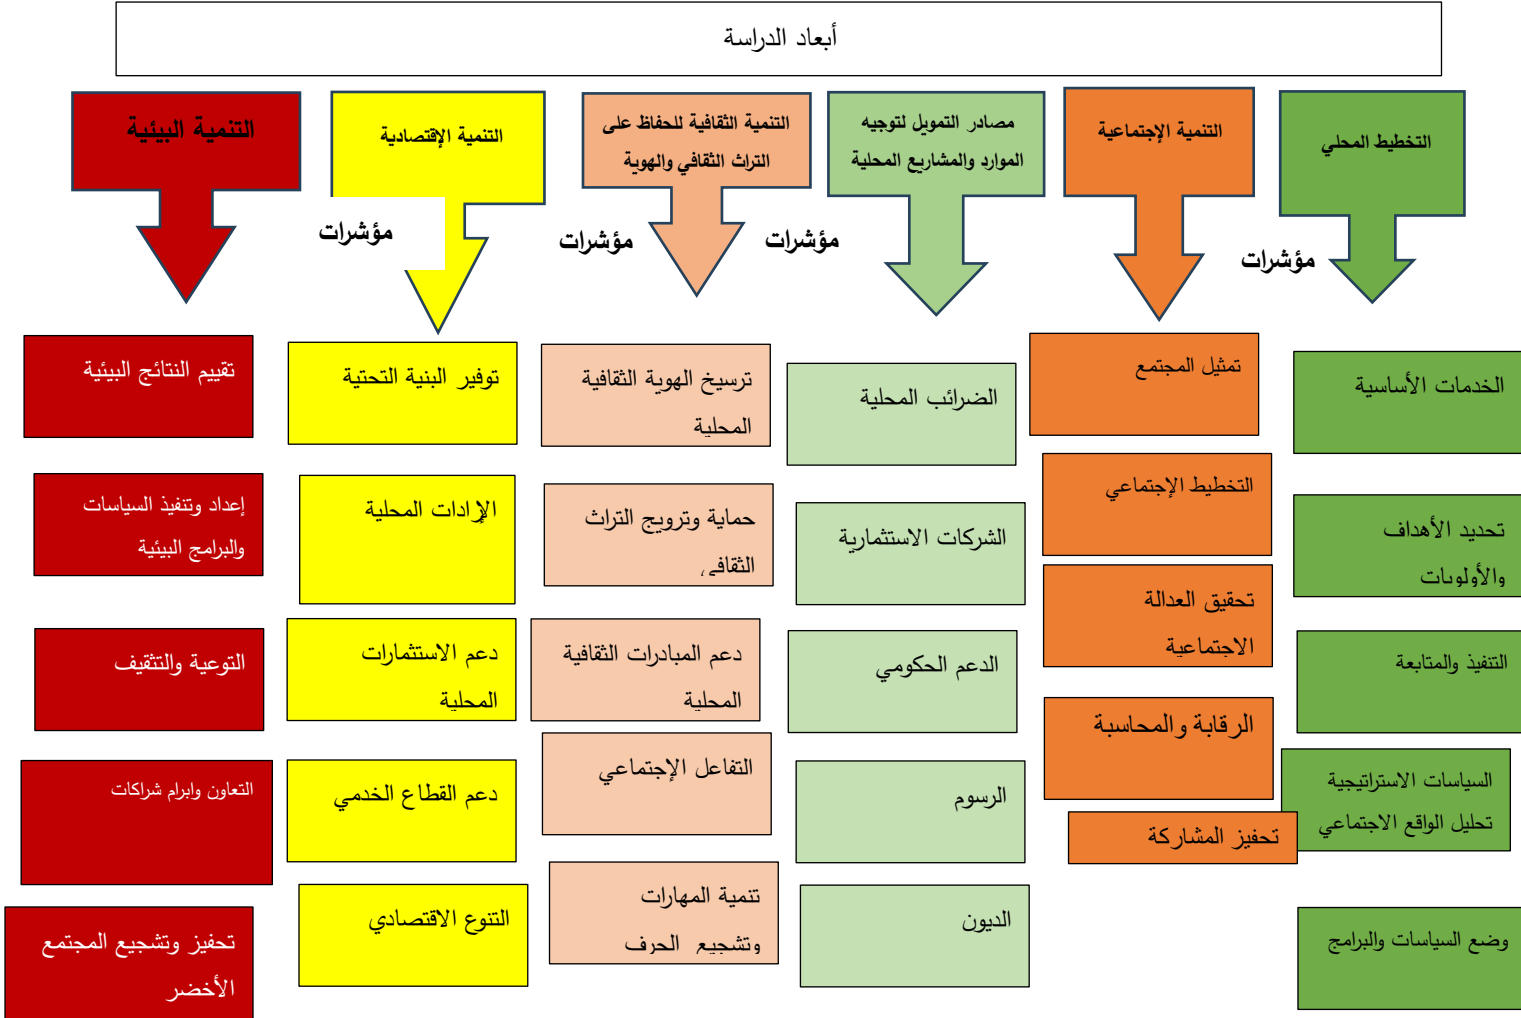 أبعاد الدراسة
التخطيط المحلي
التنمية الإجتماعية
مصادر التمويل لتوجيه
الموارد والمشاريع المحلية
التنمية الثقافية للحفاظ على
التراث الثقافي والهوية
التنمية الإقتصادية
التنمية البيئية
مؤشرات
مؤشرات
مؤشرات
مؤشرات
الخدمات الأساسية
تحديد الأهداف
والأولويات
التنفيذ والمتابعة
السياسات الاستراتيجية
تحليل الواقع الاجتماعي
وضع السياسات والبرامج
تمثيل المجتمع
التخطيط الإجتماعي
تحقيق العدالة
الاجتماعية
الرقابة والمحاسبة
تحفيز المشاركة
الضرائب المحلية
الشركات الاستثمارية
الدعم الحكومي
الرسوم
الديون
ترسيخ الهوية الثقافية
المحلية
حماية وترويج التراث
الثقافي
دعم المبادرات الثقافية
المحلية
التفاعل الإجتماعي
تنمية المهارات
وتشجيع الحرف
توفير البنية التحتية
الإرادات المحلية
دعم الاستثمارات
المحلية
دعم القطاع الخدمي
التنوع الاقتصادي
تقييم النتائج البيئية
إعداد وتنفيذ السياسات
والبرامج البيئية
التوعية والتثقيف
التعاون وابرام شراكات
تحفيز وتشجيع المجتمع
الأخضر